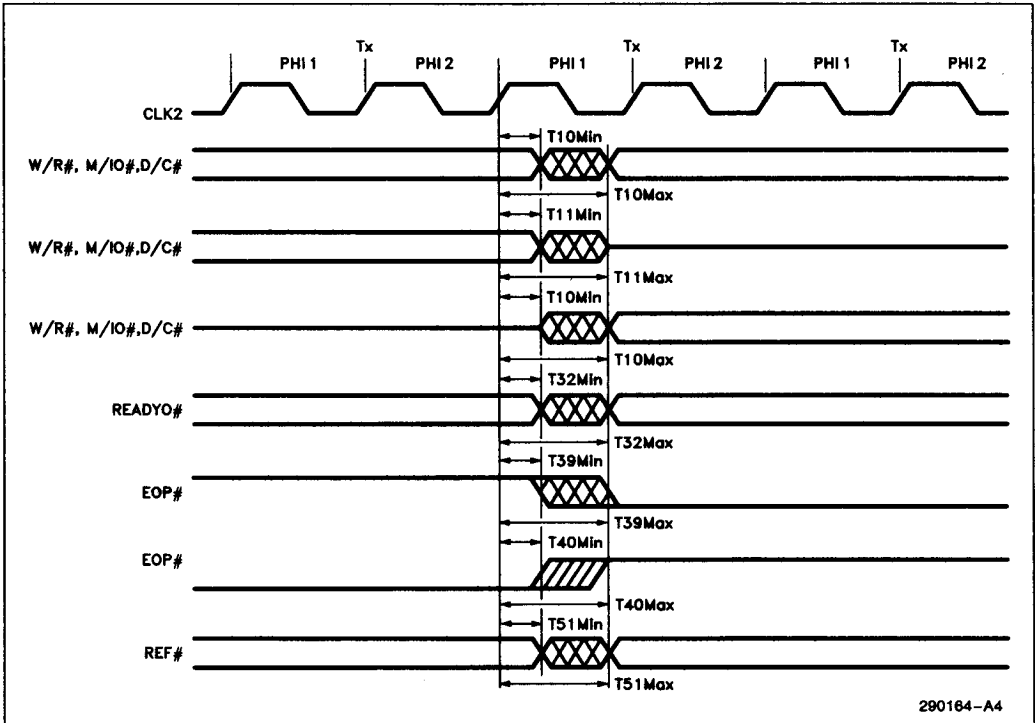 Tx Tx Tx
PHI 1 PHI 2 PHI 1 PHI 2 PHI 1 PHI 2
CLK2
T10Min
W/R#, M/IO#,D/C#
T10Max
T11Min
W/R#, M/IO#,D/C#
T11Max
T10Min
W/R#, M/IO#,D/C#
T10Max
T32Min
READYO#
T32Max
T39Min
EOP#
T39Max
T40Min
EOP#
T40Max
T51Min
REF#
T51Max
290164-A4